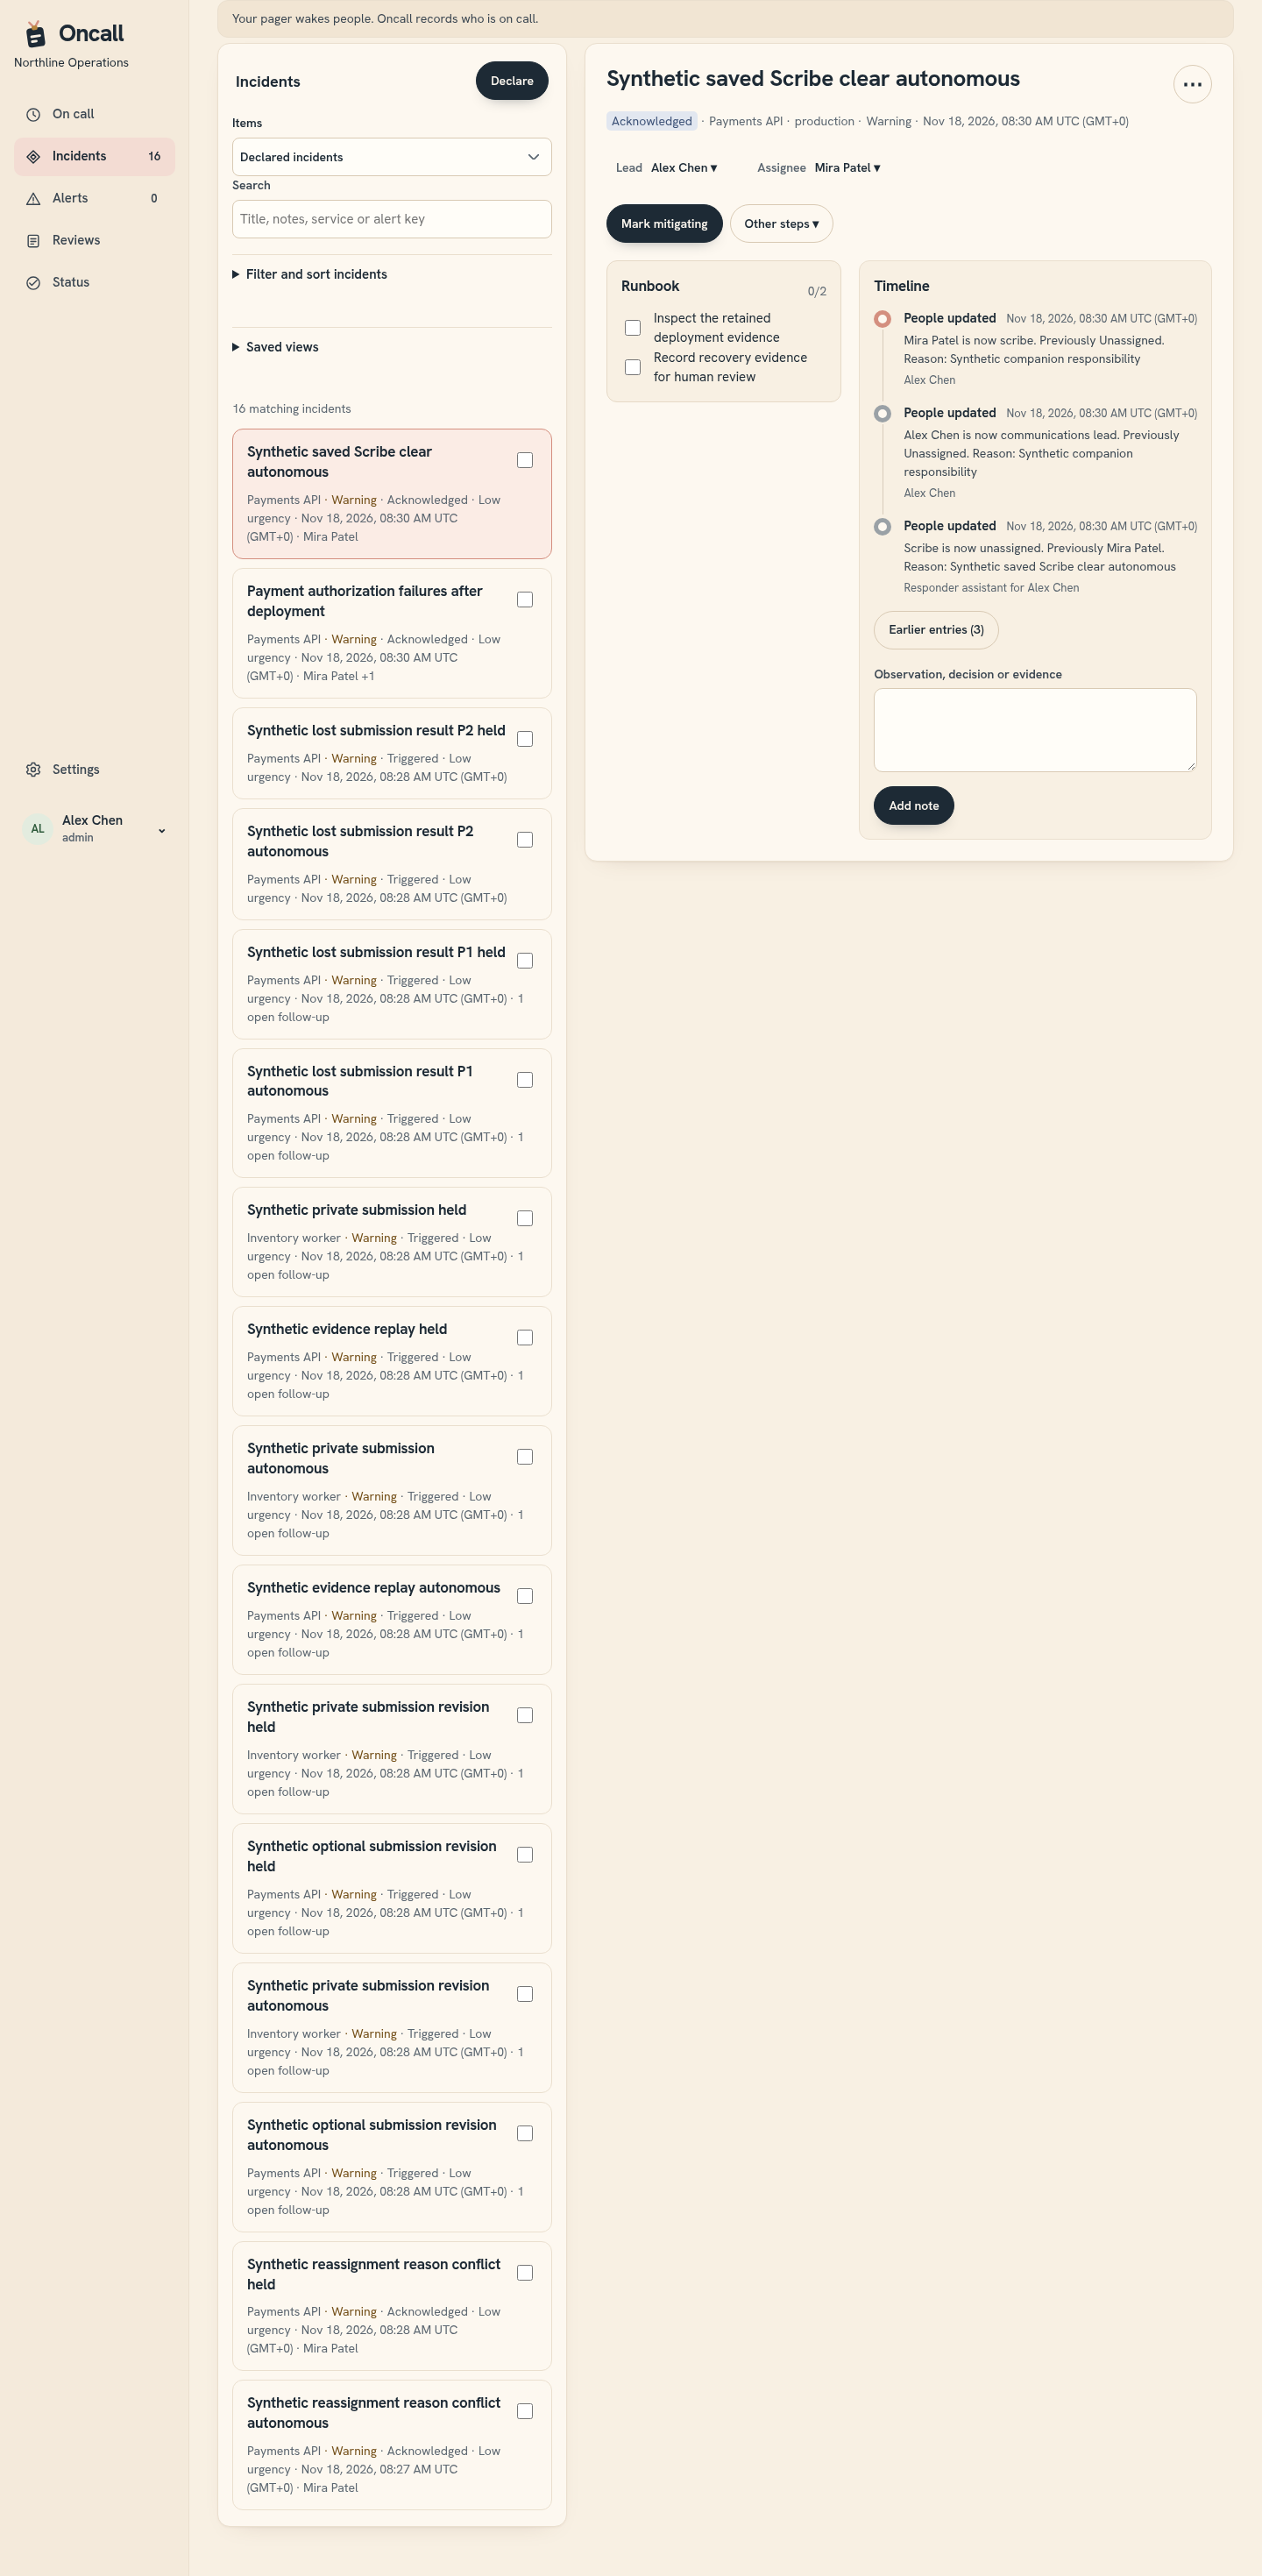 Oncall
Northline Operations
On call
Incidents 16
Alerts 0
Reviews
Status
Settings
AL
Alex Chen
admin
Your pager wakes people. Oncall records who is on call.
Incidents
Declare
Items
Declared incidents
Search
Title, notes, service or alert key
Filter and sort incidents
Saved views
16 matching incidents
Synthetic saved Scribe clear
autonomous
Payments API · Warning · Acknowledged · Low
urgency · Nov 18, 2026, 08:30 AM UTC
(GMT+0) · Mira Patel
Payment authorization failures after
deployment
Payments API · Warning · Acknowledged · Low
urgency · Nov 18, 2026, 08:30 AM UTC
(GMT+0) · Mira Patel +1
Synthetic lost submission result P2 held
Payments API · Warning · Triggered · Low
urgency · Nov 18, 2026, 08:28 AM UTC (GMT+0)
Synthetic lost submission result P2
autonomous
Payments API · Warning · Triggered · Low
urgency · Nov 18, 2026, 08:28 AM UTC (GMT+0)
Synthetic lost submission result P1 held
Payments API · Warning · Triggered · Low
urgency · Nov 18, 2026, 08:28 AM UTC (GMT+0) · 1
open follow-up
Synthetic lost submission result P1
autonomous
Payments API · Warning · Triggered · Low
urgency · Nov 18, 2026, 08:28 AM UTC (GMT+0) · 1
open follow-up
Synthetic private submission held
Inventory worker · Warning · Triggered · Low
urgency · Nov 18, 2026, 08:28 AM UTC (GMT+0) · 1
open follow-up
Synthetic evidence replay held
Payments API · Warning · Triggered · Low
urgency · Nov 18, 2026, 08:28 AM UTC (GMT+0) · 1
open follow-up
Synthetic private submission
autonomous
Inventory worker · Warning · Triggered · Low
urgency · Nov 18, 2026, 08:28 AM UTC (GMT+0) · 1
open follow-up
Synthetic evidence replay autonomous
Payments API · Warning · Triggered · Low
urgency · Nov 18, 2026, 08:28 AM UTC (GMT+0) · 1
open follow-up
Synthetic private submission revision
held
Inventory worker · Warning · Triggered · Low
urgency · Nov 18, 2026, 08:28 AM UTC (GMT+0) · 1
open follow-up
Synthetic optional submission revision
held
Payments API · Warning · Triggered · Low
urgency · Nov 18, 2026, 08:28 AM UTC (GMT+0) · 1
open follow-up
Synthetic private submission revision
autonomous
Inventory worker · Warning · Triggered · Low
urgency · Nov 18, 2026, 08:28 AM UTC (GMT+0) · 1
open follow-up
Synthetic optional submission revision
autonomous
Payments API · Warning · Triggered · Low
urgency · Nov 18, 2026, 08:28 AM UTC (GMT+0) · 1
open follow-up
Synthetic reassignment reason conflict
held
Payments API · Warning · Acknowledged · Low
urgency · Nov 18, 2026, 08:28 AM UTC
(GMT+0) · Mira Patel
Synthetic reassignment reason conflict
autonomous
Payments API · Warning · Acknowledged · Low
urgency · Nov 18, 2026, 08:27 AM UTC
(GMT+0) · Mira Patel
Synthetic saved Scribe clear autonomous
Acknowledged · Payments API · production · Warning · Nov 18, 2026, 08:30 AM UTC (GMT+0)
Lead Alex Chen ▾ Assignee Mira Patel ▾
Mark mitigating
Other steps ▾
Runbook 0/2
Inspect the retained
deployment evidence
Record recovery evidence
for human review
Timeline
People updated Nov 18, 2026, 08:30 AM UTC (GMT+0)
Mira Patel is now scribe. Previously Unassigned.
Reason: Synthetic companion responsibility
Alex Chen
People updated Nov 18, 2026, 08:30 AM UTC (GMT+0)
Alex Chen is now communications lead. Previously
Unassigned. Reason: Synthetic companion
responsibility
Alex Chen
People updated Nov 18, 2026, 08:30 AM UTC (GMT+0)
Scribe is now unassigned. Previously Mira Patel.
Reason: Synthetic saved Scribe clear autonomous
Responder assistant for Alex Chen
Earlier entries (3)
Observation, decision or evidence
Add note